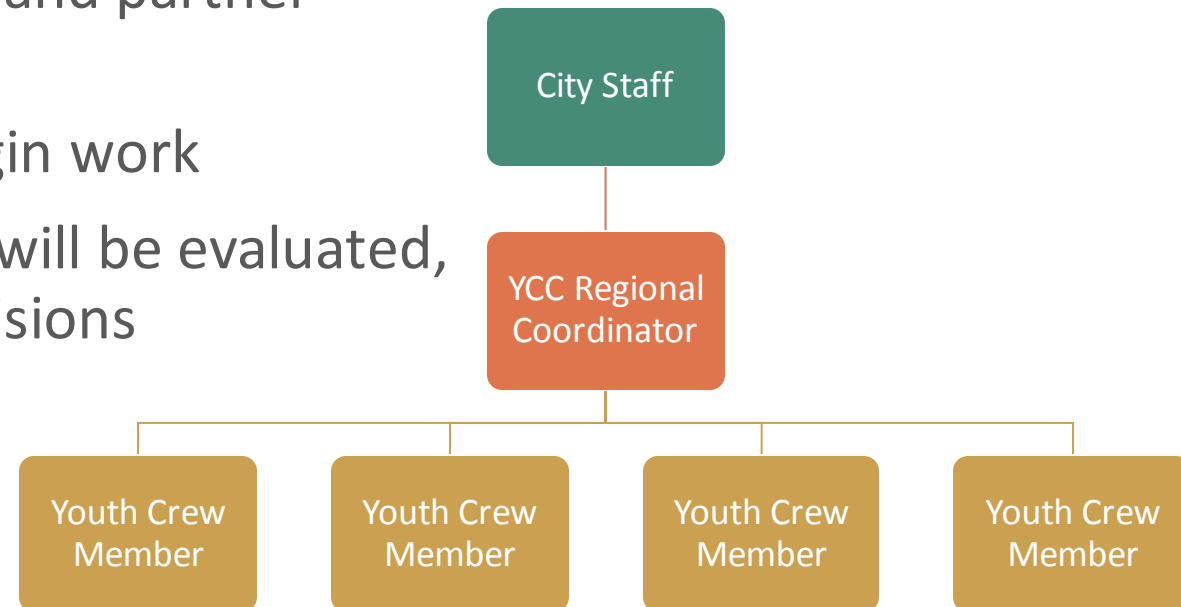 and partner
gin work
will be evaluated,
isions
City Staff
YCC Regional
Coordinator
Youth Crew
Member
Youth Crew
Member
Youth Crew
Member
Youth Crew
Member